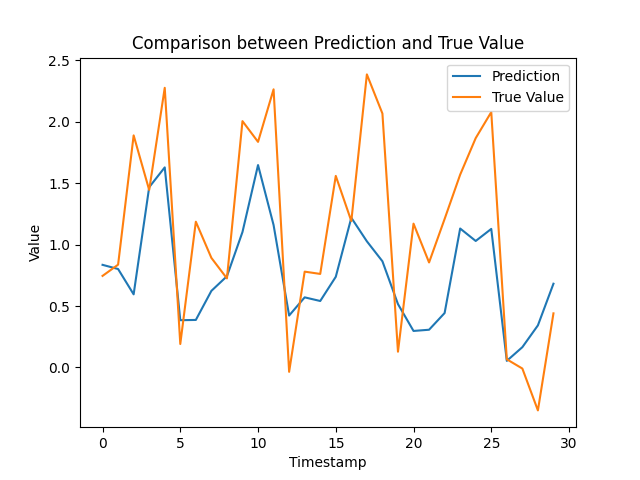 Comparison between Prediction and True Value
Prediction
True Value
Value
2.5
2.0
1.5
1.0
0.5
0.0
0 5 10 15 20 25 30
Timestamp